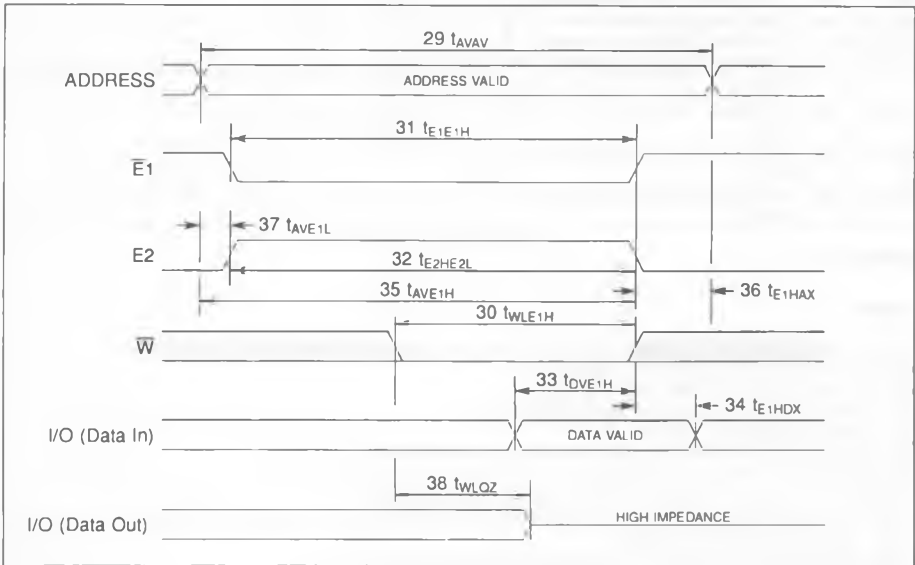 29 tAVAV
ADDRESS
ADDRESS VALID
31 tE1E1H
E1
37 tAVE1L
E2
32 tE2HE2L
35 tAVE1H
36 tE1HAX
30 tWLE1H
W
33 tDVE1H
34 tE1HDX
I/O (Data In)
DATA VALID
38 tWLQZ
I/O (Data Out)
HIGH IMPEDANCE